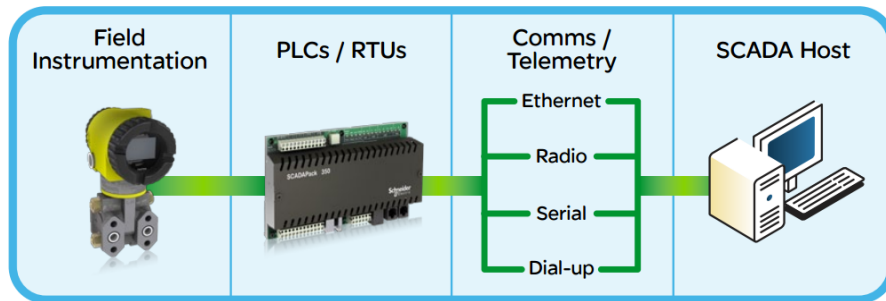 Field
Instrumentation
PLCs / RTUs
Comms /
Telemetry
SCADA Host
Ethernet
Radio
Serial
Dial-up
SCADAPack 350
Schneider